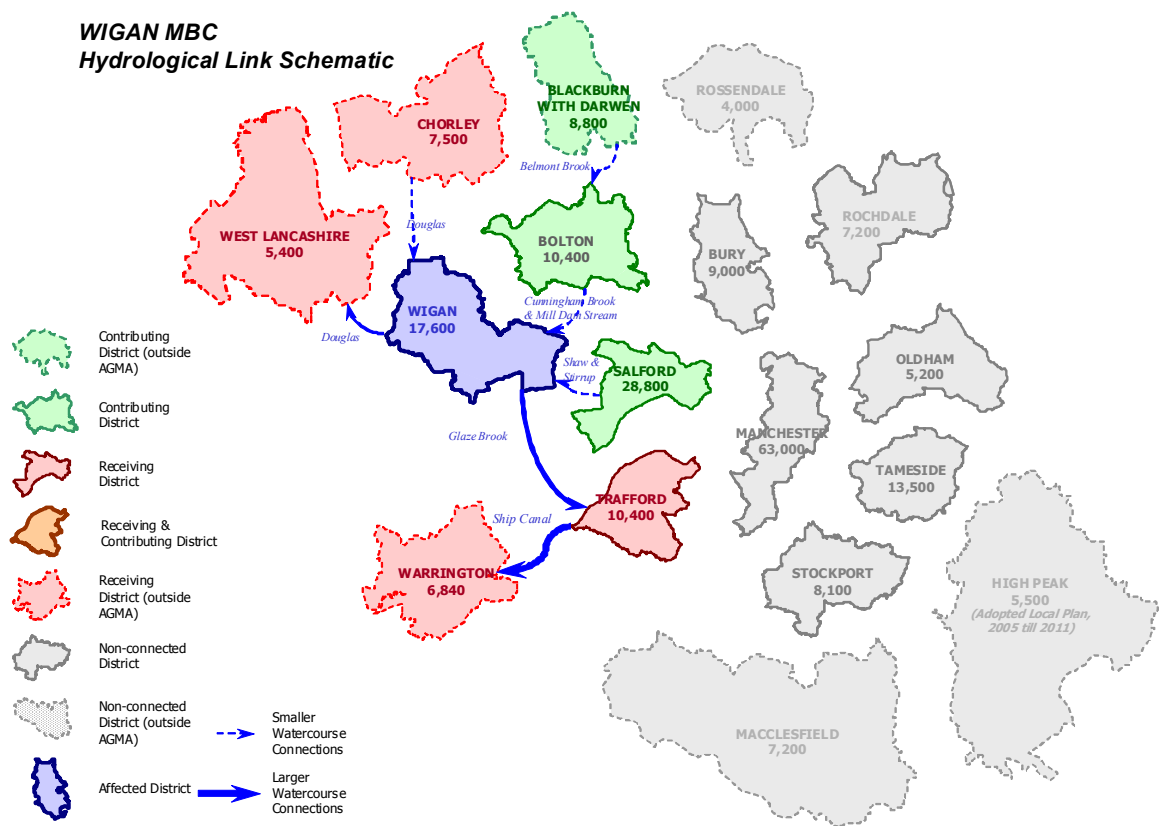 WIGAN MBC
Hydrological Link Schematic
BLACKBURN
WITH DARWEN
8,800
ROSSENDALE
4,000
CHORLEY
7,500
Belmont Brook
ROCHDALE
7,200
Douglas
WEST LANCASHIRE
5,400
BOLTON
10,400
BURY
9,000
Cunningham Brook
& Mill Dam Stream
WIGAN
17,600
Douglas
Shaw &
Stirrup
SALFORD
28,800
OLDHAM
5,200
Glaze Brook
MANCHESTER
63,000
TAMESIDE
13,500
TRAFFORD
10,400
Ship Canal
WARRINGTON
6,840
STOCKPORT
8,100
HIGH PEAK
5,500
(Adopted Local Plan,
2005 till 2011)
MACCLESFIELD
7,200
Contributing
District (outside
AGMA)
Contributing
District
Receiving
District
Receiving &
Contributing District
Receiving
District (outside
AGMA)
Non-connected
District
Non-connected
District (outside
AGMA)
Affected District
Smaller
Watercourse
Connections
Larger
Watercourse
Connections